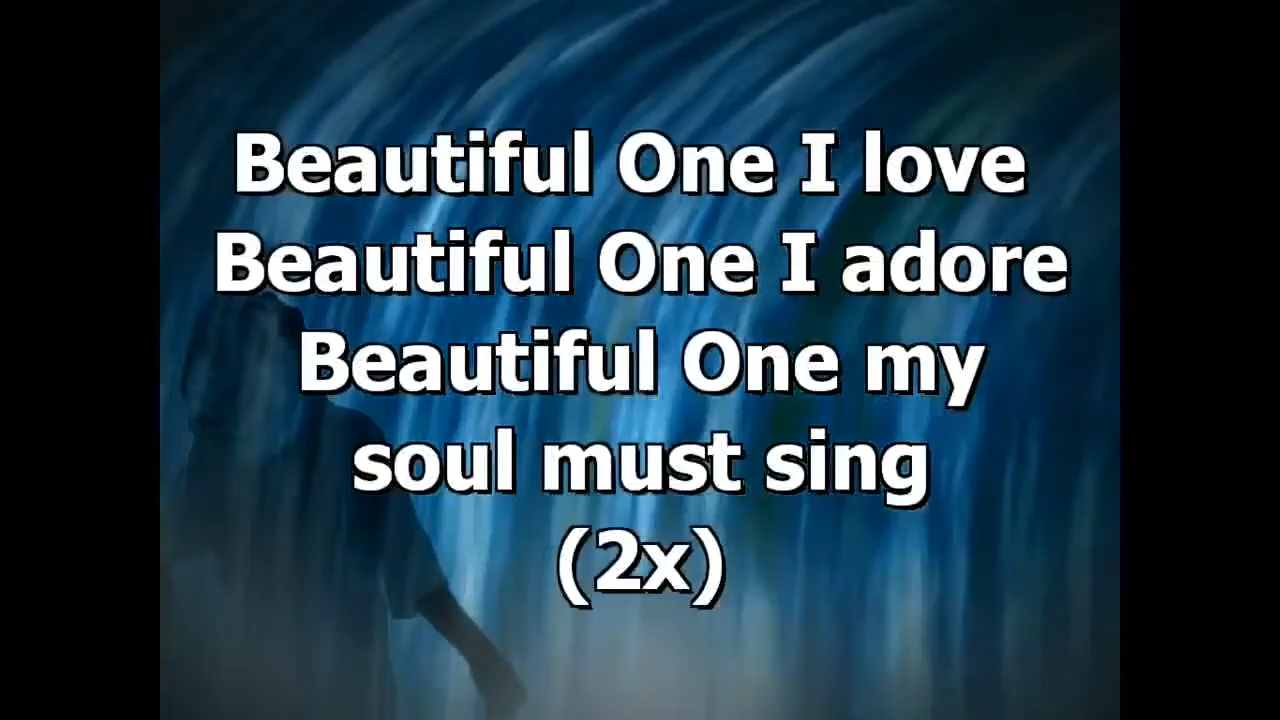 Beautiful One I love
Beautiful One I adore
Beautiful One my
soul must sing
(2x)